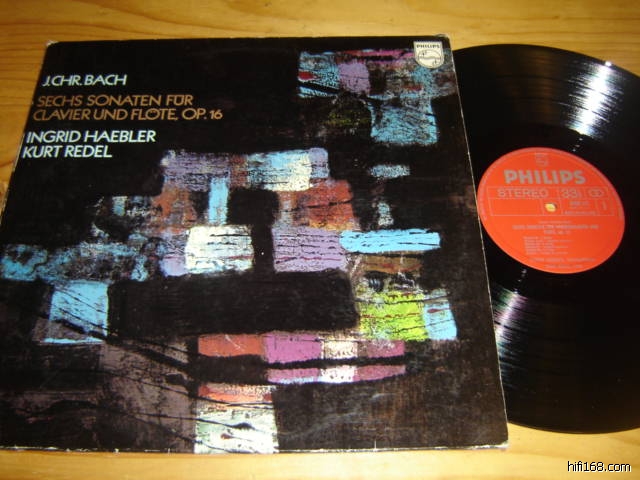 J.CHR.BACH
SECHS SONATEN FÜR
CLAVIER UND FLÖTE, OP. 16
INGRID HAEBLER
KURT REDEL
PHILIPS
PHILIPS
STEREO 33
1
hifi168.com